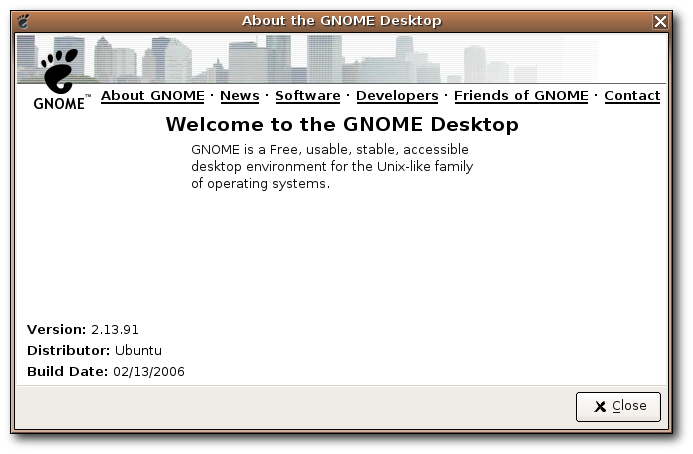 About the GNOME Desktop
GNOME™
About GNOME · News · Software · Developers · Friends of GNOME · Contact
Welcome to the GNOME Desktop
GNOME is a Free, usable, stable, accessible
desktop environment for the Unix-like family
of operating systems.
Version: 2.13.91
Distributor: Ubuntu
Build Date: 02/13/2006
Close